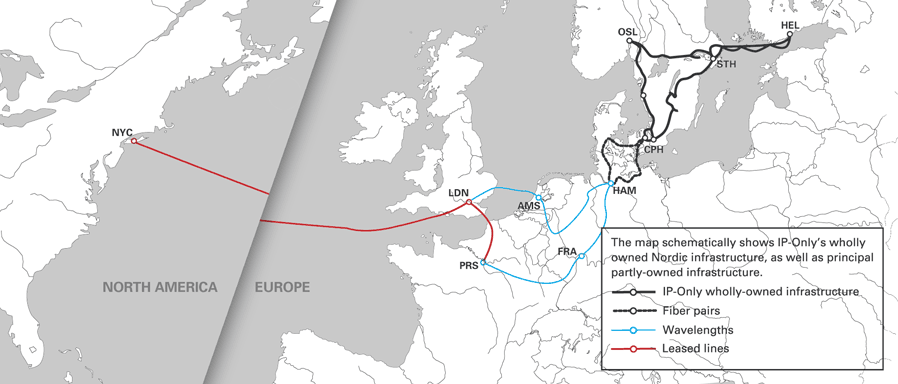 OSL
HEL
STH
NYC
CPH
LDN
HAM
AMS
FRA
PRS
NORTH AMERICA
EUROPE
The map schematically shows IP-Only's wholly
owned Nordic infrastructure, as well as principal
partly-owned infrastructure.
IP-Only wholly-owned infrastructure
Fiber pairs
Wavelengths
Leased lines